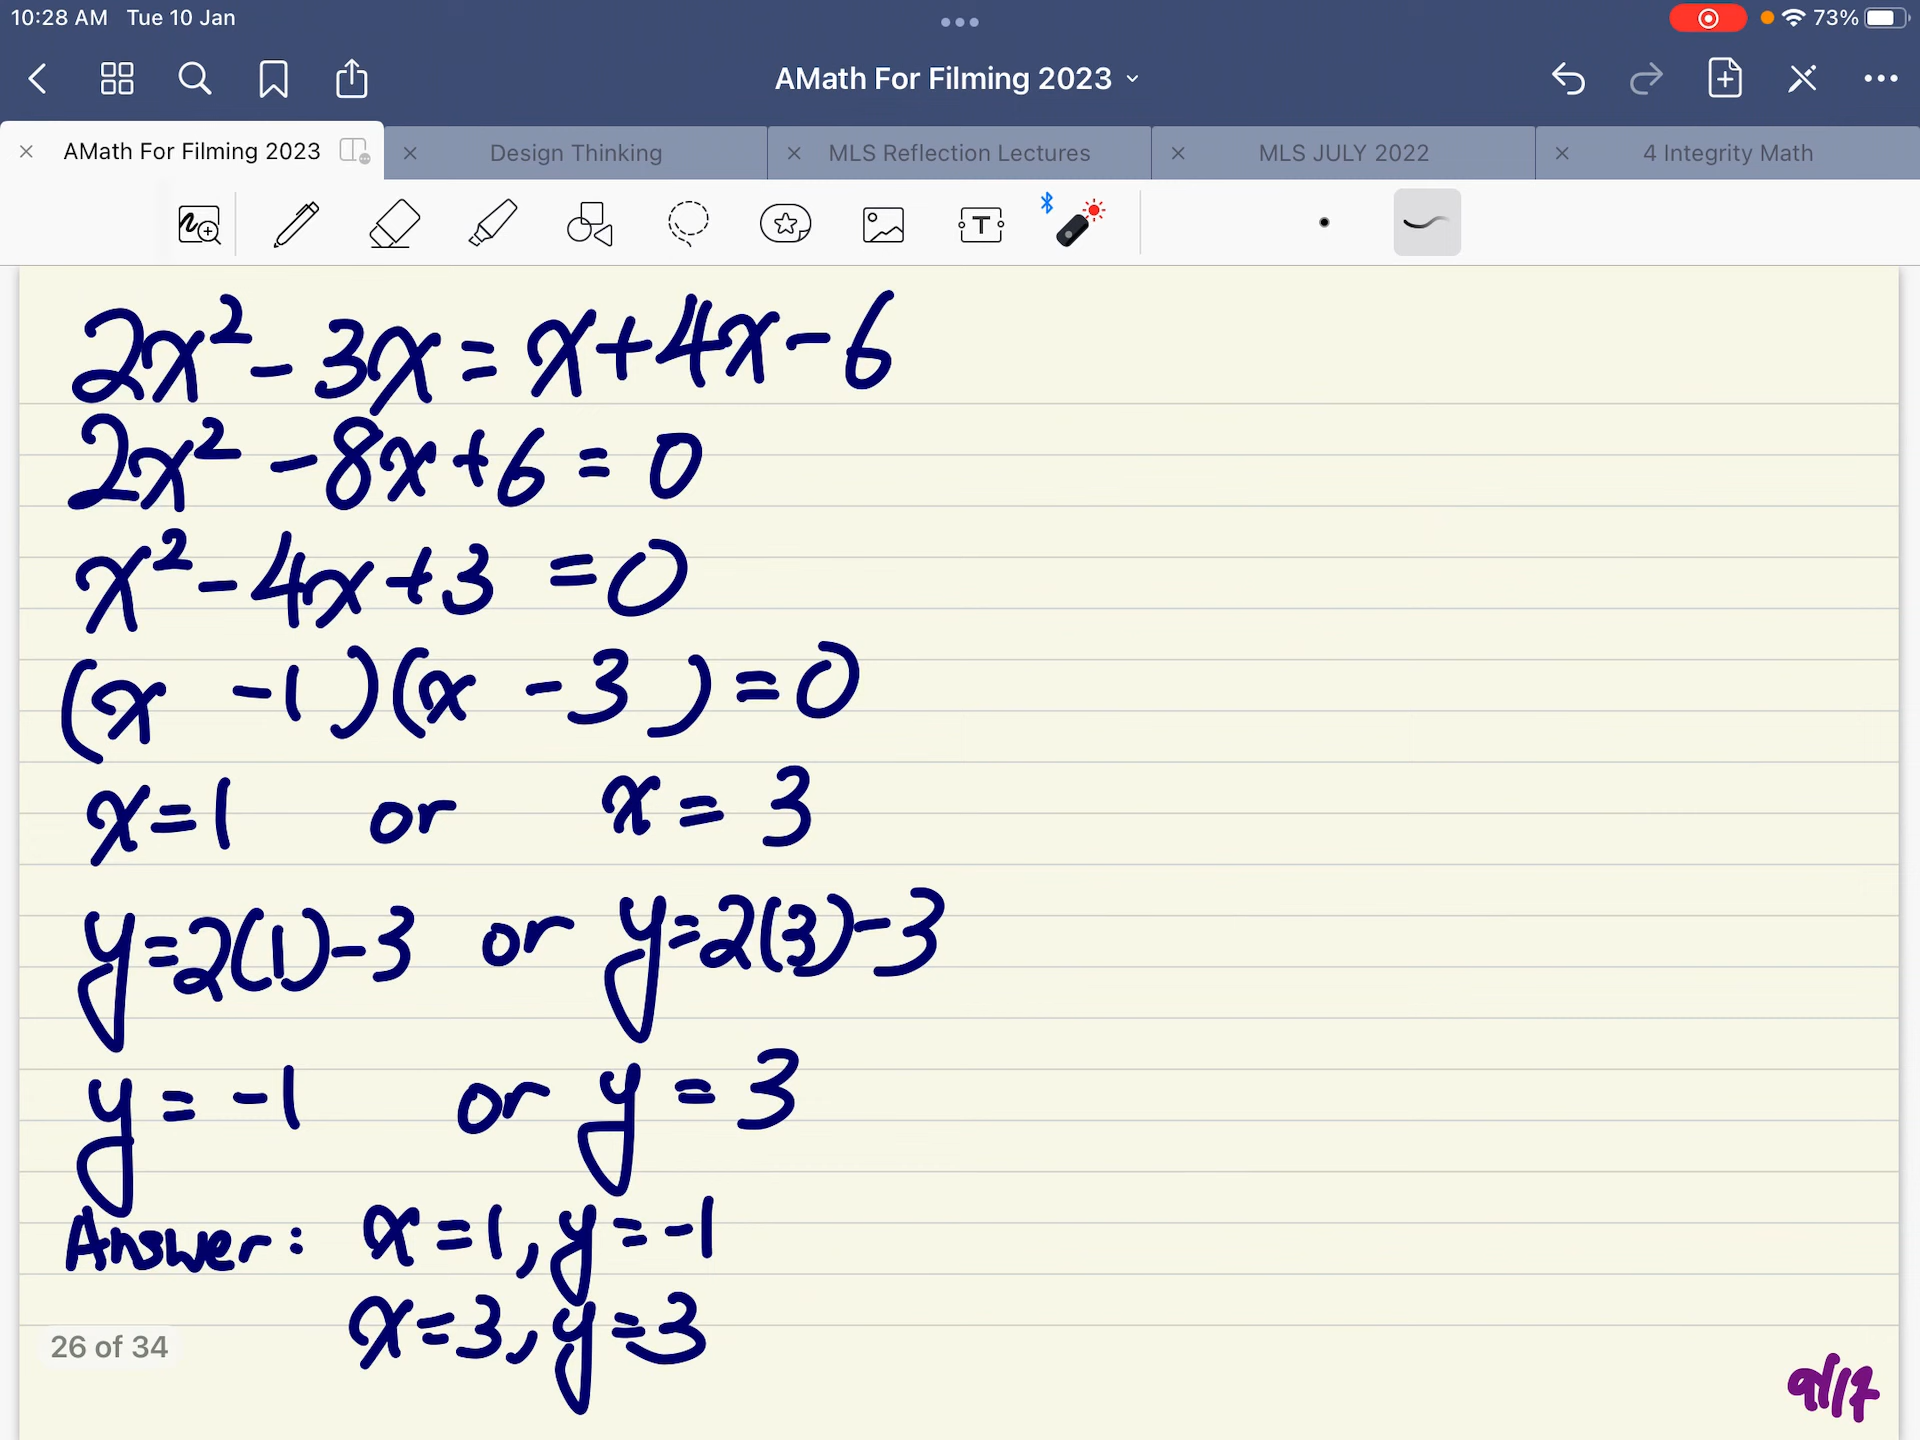 10:28 AM Tue 10 Jan
73%
AMath For Filming 2023
AMath For Filming 2023 Design Thinking MLS Reflection Lectures MLS JULY 2022 4 Integrity Math
T
2x² - 3x = x + 4x - 6
2x² - 8x + 6 = 0
x² - 4x + 3 = 0
(x - 1)(x - 3) = 0
x = 1 or x = 3
y = 2(1) - 3 or y = 2(3) - 3
y = -1 or y = 3
Answer: x = 1, y = -1
x = 3, y = 3
26 of 34
9/17